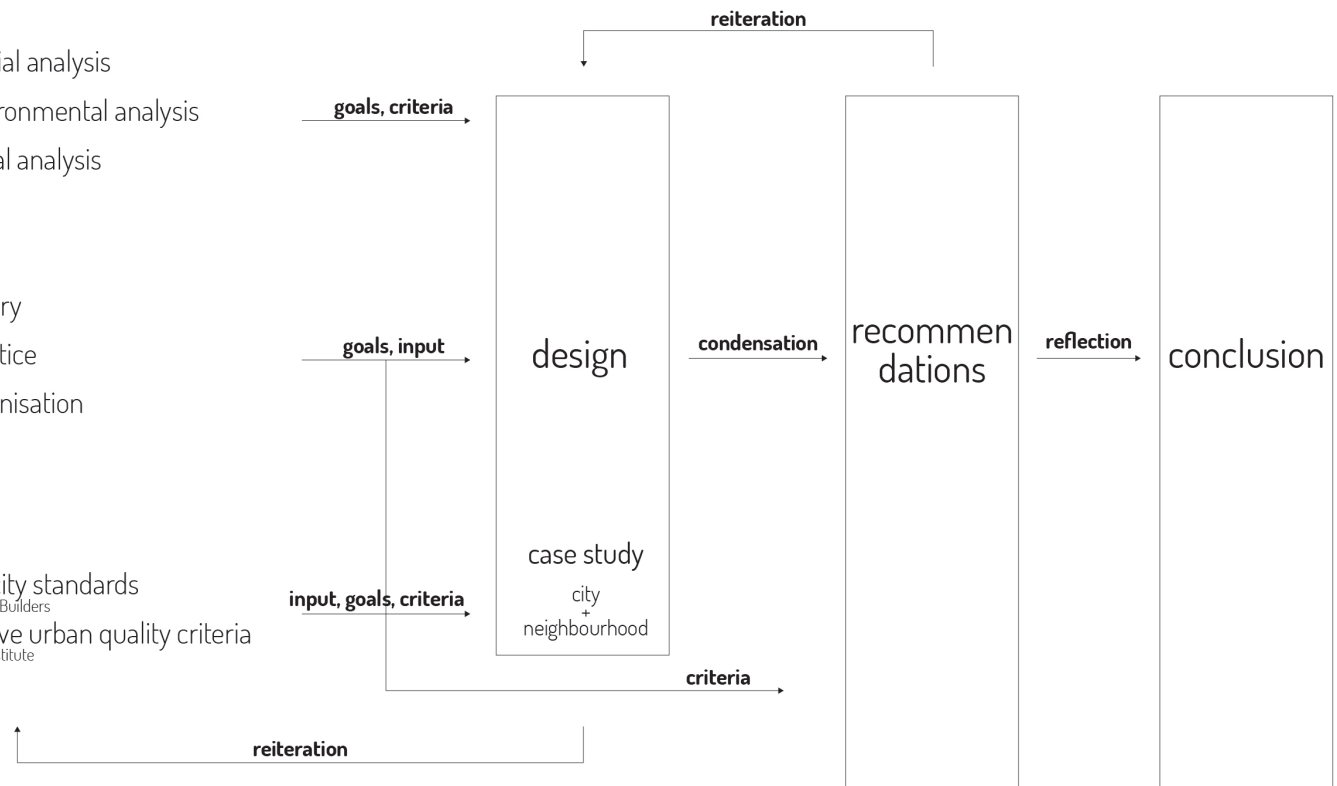 reiteration
ial analysis
ronmental analysis
al analysis
goals, criteria
ry
tice
nisation
goals, input
design
condensation
recommen
dations
reflection
conclusion
case study
city
+
neighbourhood
ity standards
Builders
ve urban quality criteria
titute
input, goals, criteria
criteria
reiteration